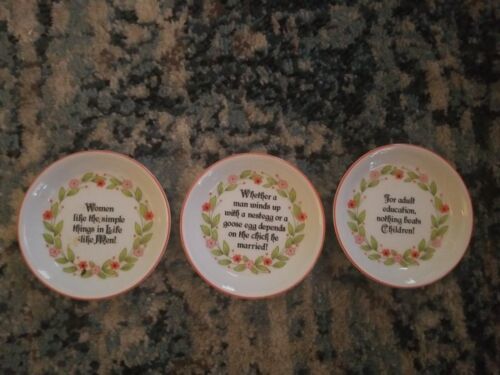 Women
like the simple
things in Life
-like Men!
Whether a
man winds up
with a nestegg or a
goose egg depends
on the chick he
married!
For adult
education,
nothing beats
Children!